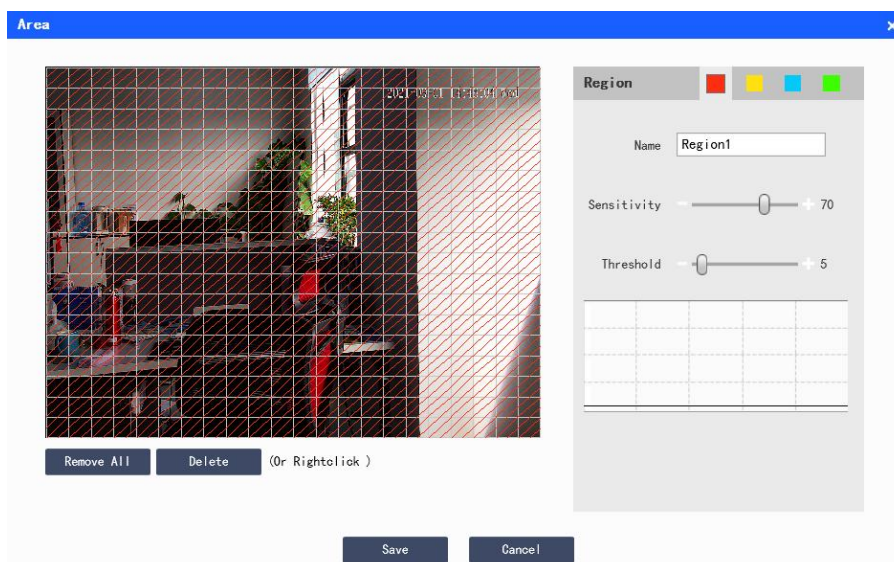 Area
Region
Name Region1
Sensitivity 70
Threshold 5
Remove All Delete (Or Rightclick )
Save Cancel